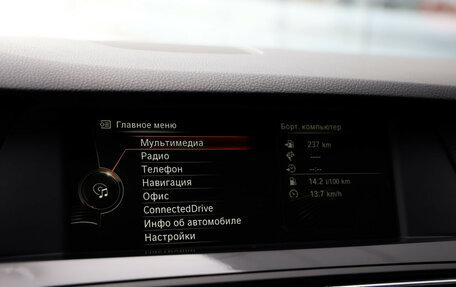 Главное меню
Мультимедиа
Радио
Телефон
Навигация
Офис
ConnectedDrive
Инфо об автомобиле
Настройки
Борт. компьютер
237 km
----
--:--
14.2 l/100 km
13.7 km/h